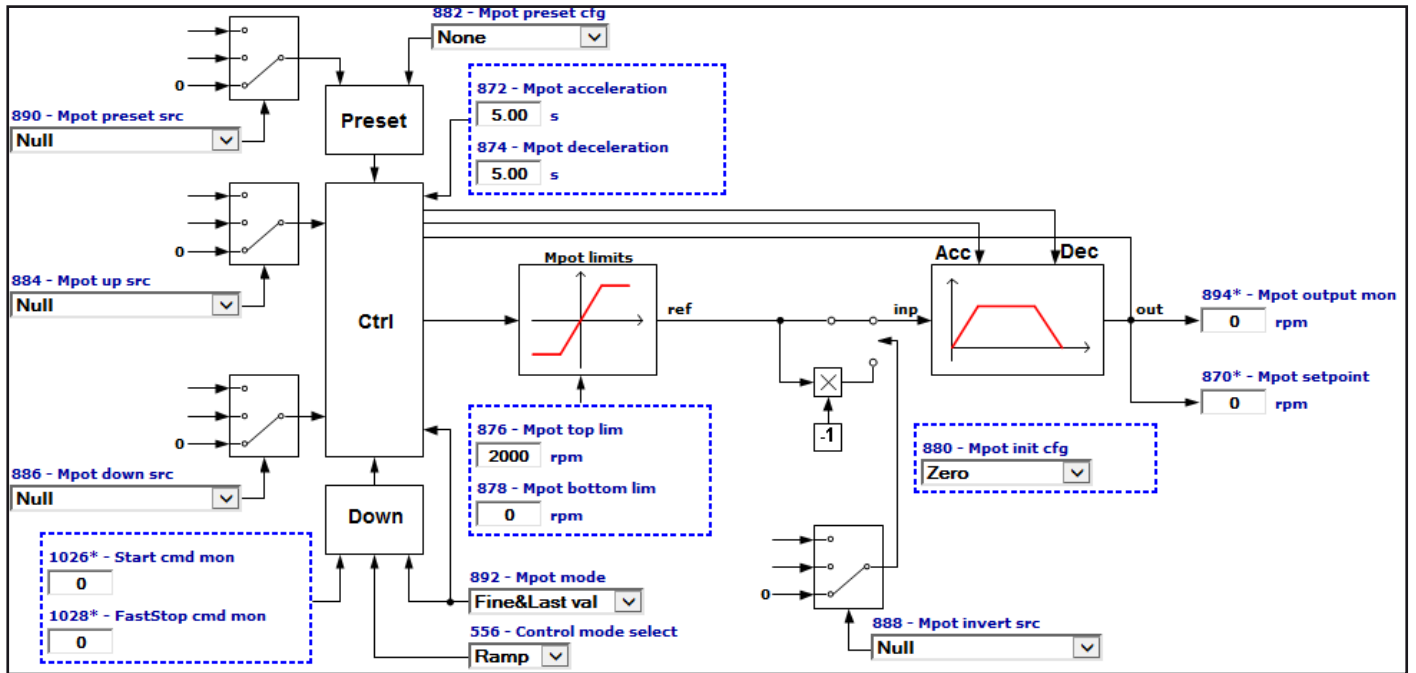 882 - Mpot preset cfg
None
0
890 - Mpot preset src
Null
Preset
872 - Mpot acceleration
5.00 s
874 - Mpot deceleration
5.00 s
0
884 - Mpot up src
Null
Ctrl
Mpot limits
ref
inp
Acc Dec
out
894* - Mpot output mon
0 rpm
870* - Mpot setpoint
0 rpm
-1
880 - Mpot init cfg
Zero
0
886 - Mpot down src
Null
876 - Mpot top lim
2000 rpm
878 - Mpot bottom lim
0 rpm
Down
1026* - Start cmd mon
0
1028* - FastStop cmd mon
0
892 - Mpot mode
Fine&Last val
556 - Control mode select
Ramp
0
888 - Mpot invert src
Null